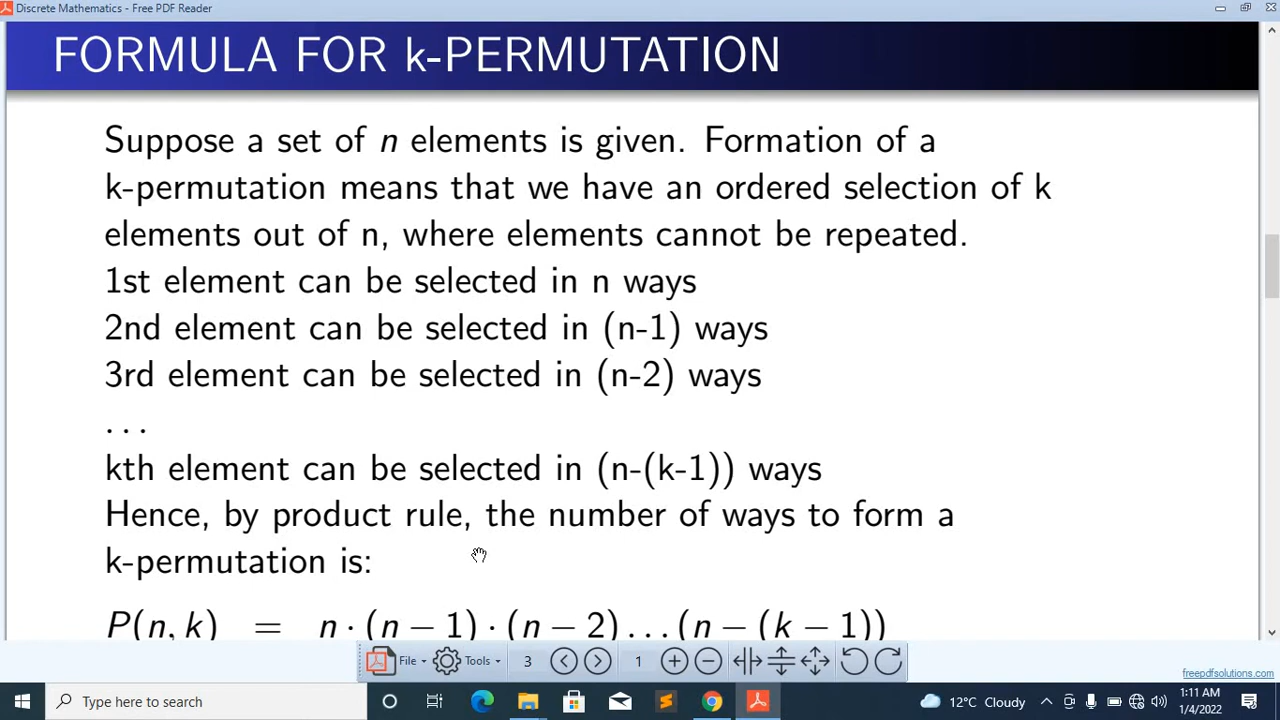 Discrete Mathematics - Free PDF Reader
FORMULA FOR k-PERMUTATION
Suppose a set of n elements is given. Formation of a
k-permutation means that we have an ordered selection of k
elements out of n, where elements cannot be repeated.
1st element can be selected in n ways
2nd element can be selected in (n-1) ways
3rd element can be selected in (n-2) ways
...
kth element can be selected in (n-(k-1)) ways
Hence, by product rule, the number of ways to form a
k-permutation is:
P(n, k) = n · (n − 1) · (n − 2) ... (n − (k − 1))
File Tools 3 1
freepdfsolutions.com
Type here to search
12°C Cloudy
1:11 AM
1/4/2022